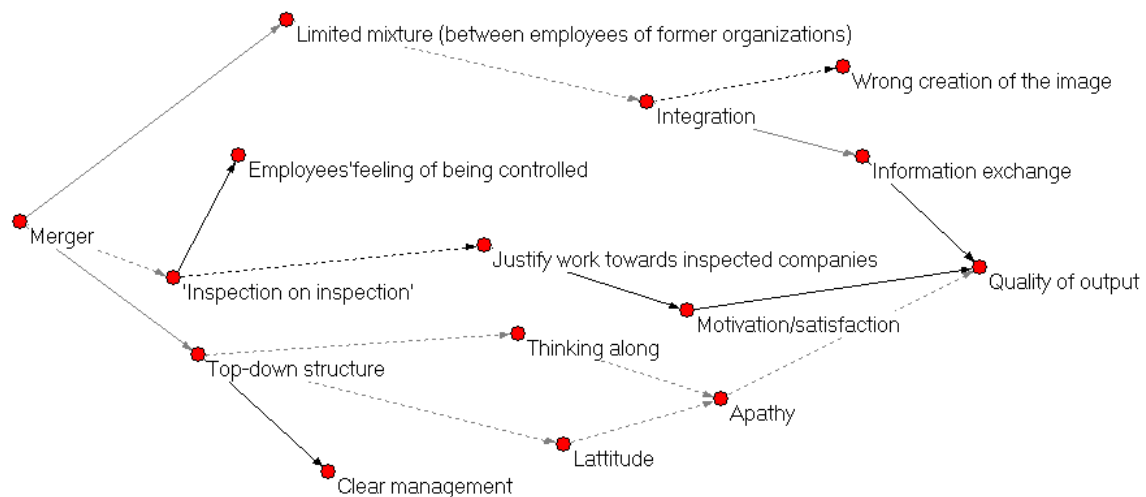 Limited mixture (between employees of former organizations)
Wrong creation of the image
Integration
Employees'feeling of being controlled
Information exchange
Merger
Justify work towards inspected companies
'Inspection on inspection'
Quality of output
Motivation/satisfaction
Thinking along
Top-down structure
Apathy
Lattitude
Clear management